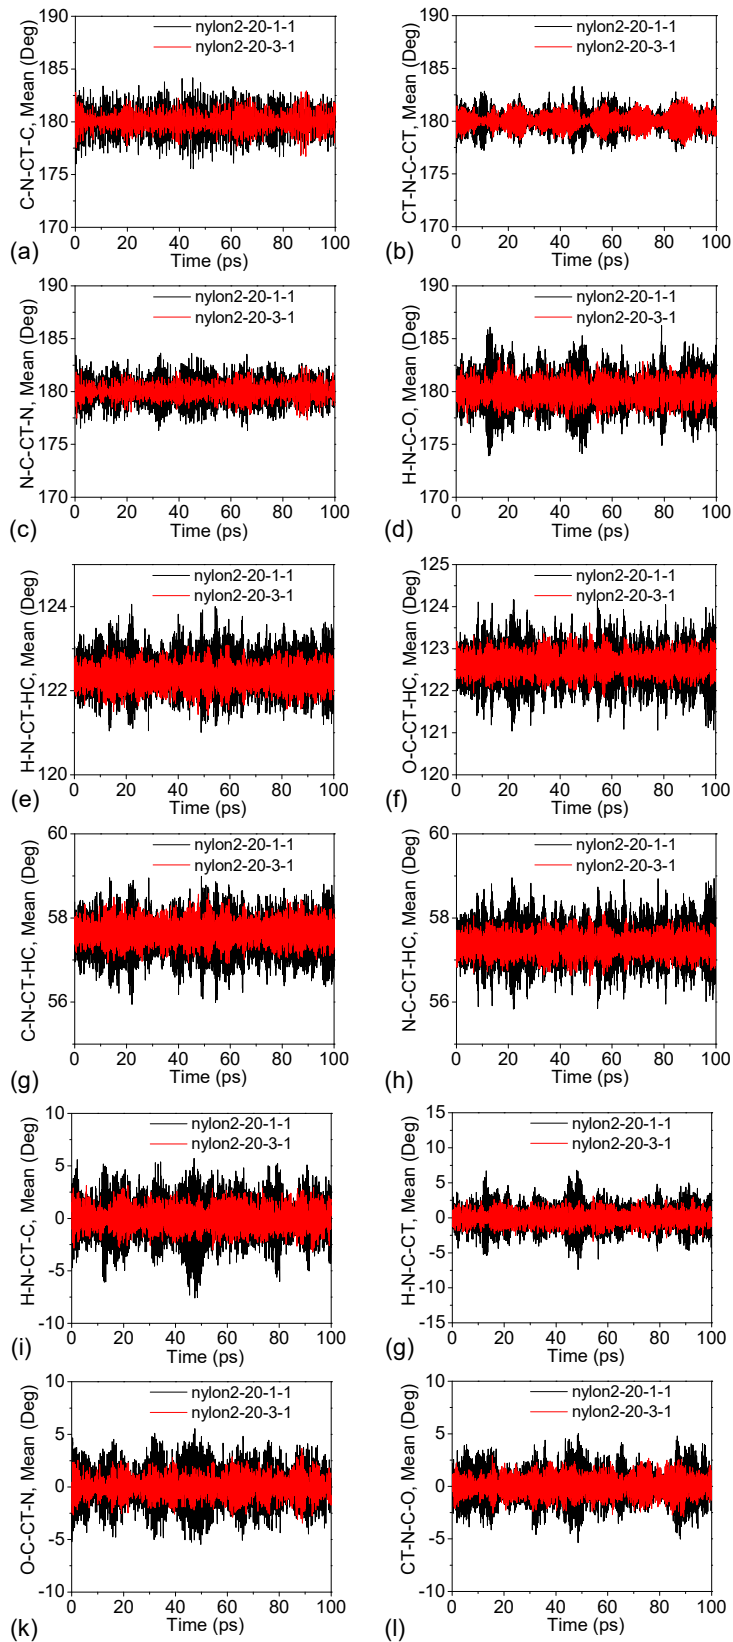 190
185
180
175
170
C-N-CT-C, Mean (Deg)
nylon2-20-1-1
nylon2-20-3-1
0 20 40 60 80 100
Time (ps)
(a)
190
185
180
175
170
CT-N-C-CT, Mean (Deg)
nylon2-20-1-1
nylon2-20-3-1
0 20 40 60 80 100
Time (ps)
(b)
190
185
180
175
170
N-C-CT-N, Mean (Deg)
nylon2-20-1-1
nylon2-20-3-1
0 20 40 60 80 100
Time (ps)
(c)
190
185
180
175
170
H-N-C-O, Mean (Deg)
nylon2-20-1-1
nylon2-20-3-1
0 20 40 60 80 100
Time (ps)
(d)
124
122
120
H-N-CT-HC, Mean (Deg)
nylon2-20-1-1
nylon2-20-3-1
0 20 40 60 80 100
Time (ps)
(e)
125
124
123
122
121
120
O-C-CT-HC, Mean (Deg)
nylon2-20-1-1
nylon2-20-3-1
0 20 40 60 80 100
Time (ps)
(f)
60
58
56
C-N-CT-HC, Mean (Deg)
nylon2-20-1-1
nylon2-20-3-1
0 20 40 60 80 100
Time (ps)
(g)
60
58
56
N-C-CT-HC, Mean (Deg)
nylon2-20-1-1
nylon2-20-3-1
0 20 40 60 80 100
Time (ps)
(h)
10
5
0
-5
-10
H-N-CT-C, Mean (Deg)
nylon2-20-1-1
nylon2-20-3-1
0 20 40 60 80 100
Time (ps)
(i)
15
10
5
0
-5
-10
-15
H-N-C-CT, Mean (Deg)
nylon2-20-1-1
nylon2-20-3-1
0 20 40 60 80 100
Time (ps)
(g)
10
5
0
-5
-10
O-C-CT-N, Mean (Deg)
nylon2-20-1-1
nylon2-20-3-1
0 20 40 60 80 100
Time (ps)
(k)
10
5
0
-5
-10
CT-N-C-O, Mean (Deg)
nylon2-20-1-1
nylon2-20-3-1
0 20 40 60 80 100
Time (ps)
(l)